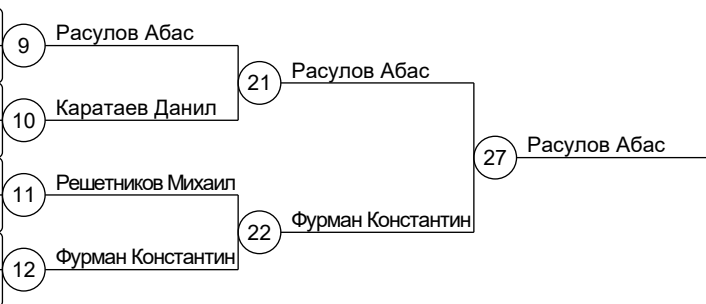 9 Расулов Абас
21 Расулов Абас
10 Каратаев Данил
27 Расулов Абас
11 Решетников Михаил
22 Фурман Константин
12 Фурман Константин